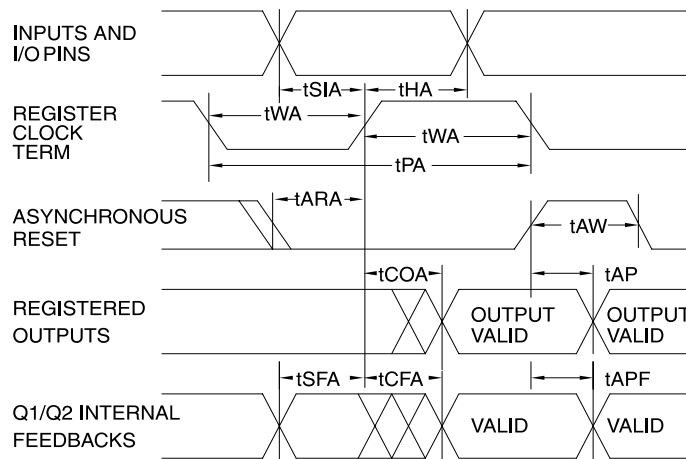 INPUTS AND
I/O PINS
tSIA
tHA
REGISTER
CLOCK
TERM
tWA
tWA
tPA
ASYNCHRONOUS
RESET
tARA
tAW
REGISTERED
OUTPUTS
tCOA
tAP
OUTPUT
VALID
OUTPUT
VALID
Q1/Q2 INTERNAL
FEEDBACKS
tSFA
tCFA
tAPF
VALID
VALID